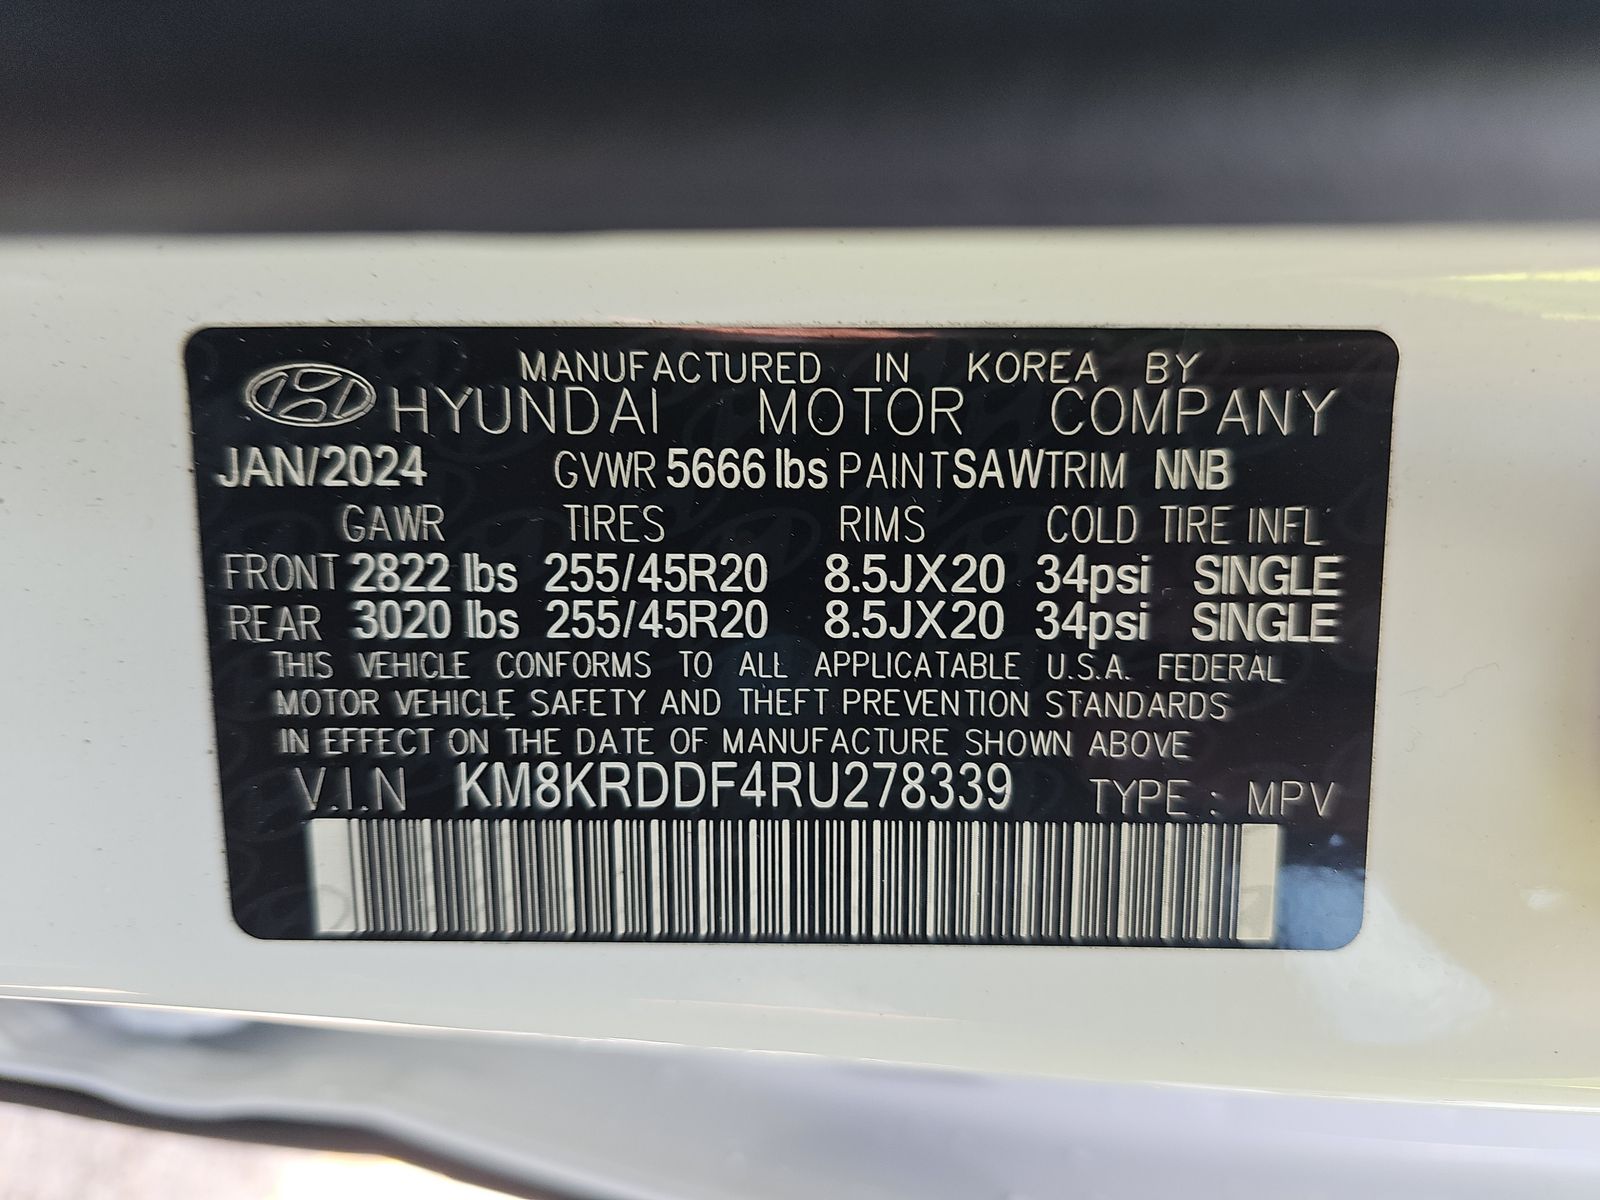 MANUFACTURED IN KOREA BY
HYUNDAI MOTOR COMPANY
JAN/2024 GVWR 5666 lbs PAINT SAW TRIM NNB
GAWR TIRES RIMS COLD TIRE INFL
FRONT 2822 lbs 255/45R20 8.5JX20 34psi SINGLE
REAR 3020 lbs 255/45R20 8.5JX20 34psi SINGLE
THIS VEHICLE CONFORMS TO ALL APPLICATABLE U.S.A. FEDERAL
MOTOR VEHICLE SAFETY AND THEFT PREVENTION STANDARDS
IN EFFECT ON THE DATE OF MANUFACTURE SHOWN ABOVE
V.I.N KM8KRDDF4RU278339 TYPE : MPV